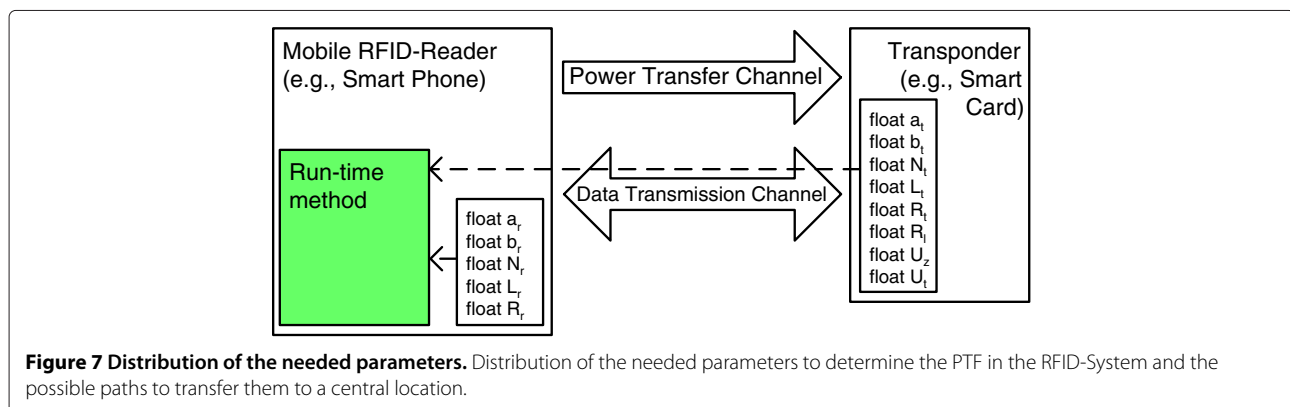 Mobile RFID-Reader
(e.g., Smart Phone)
Power Transfer Channel
Transponder
(e.g., Smart
Card)
float aₜ
float bₜ
float Nₜ
float Lₜ
float Rₜ
float Rₗ
float U_z
float Uₜ
Run-time
method
Data Transmission Channel
float aᵣ
float bᵣ
float Nᵣ
float Lᵣ
float Rᵣ
Figure 7 Distribution of the needed parameters. Distribution of the needed parameters to determine the PTF in the RFID-System and the
possible paths to transfer them to a central location.